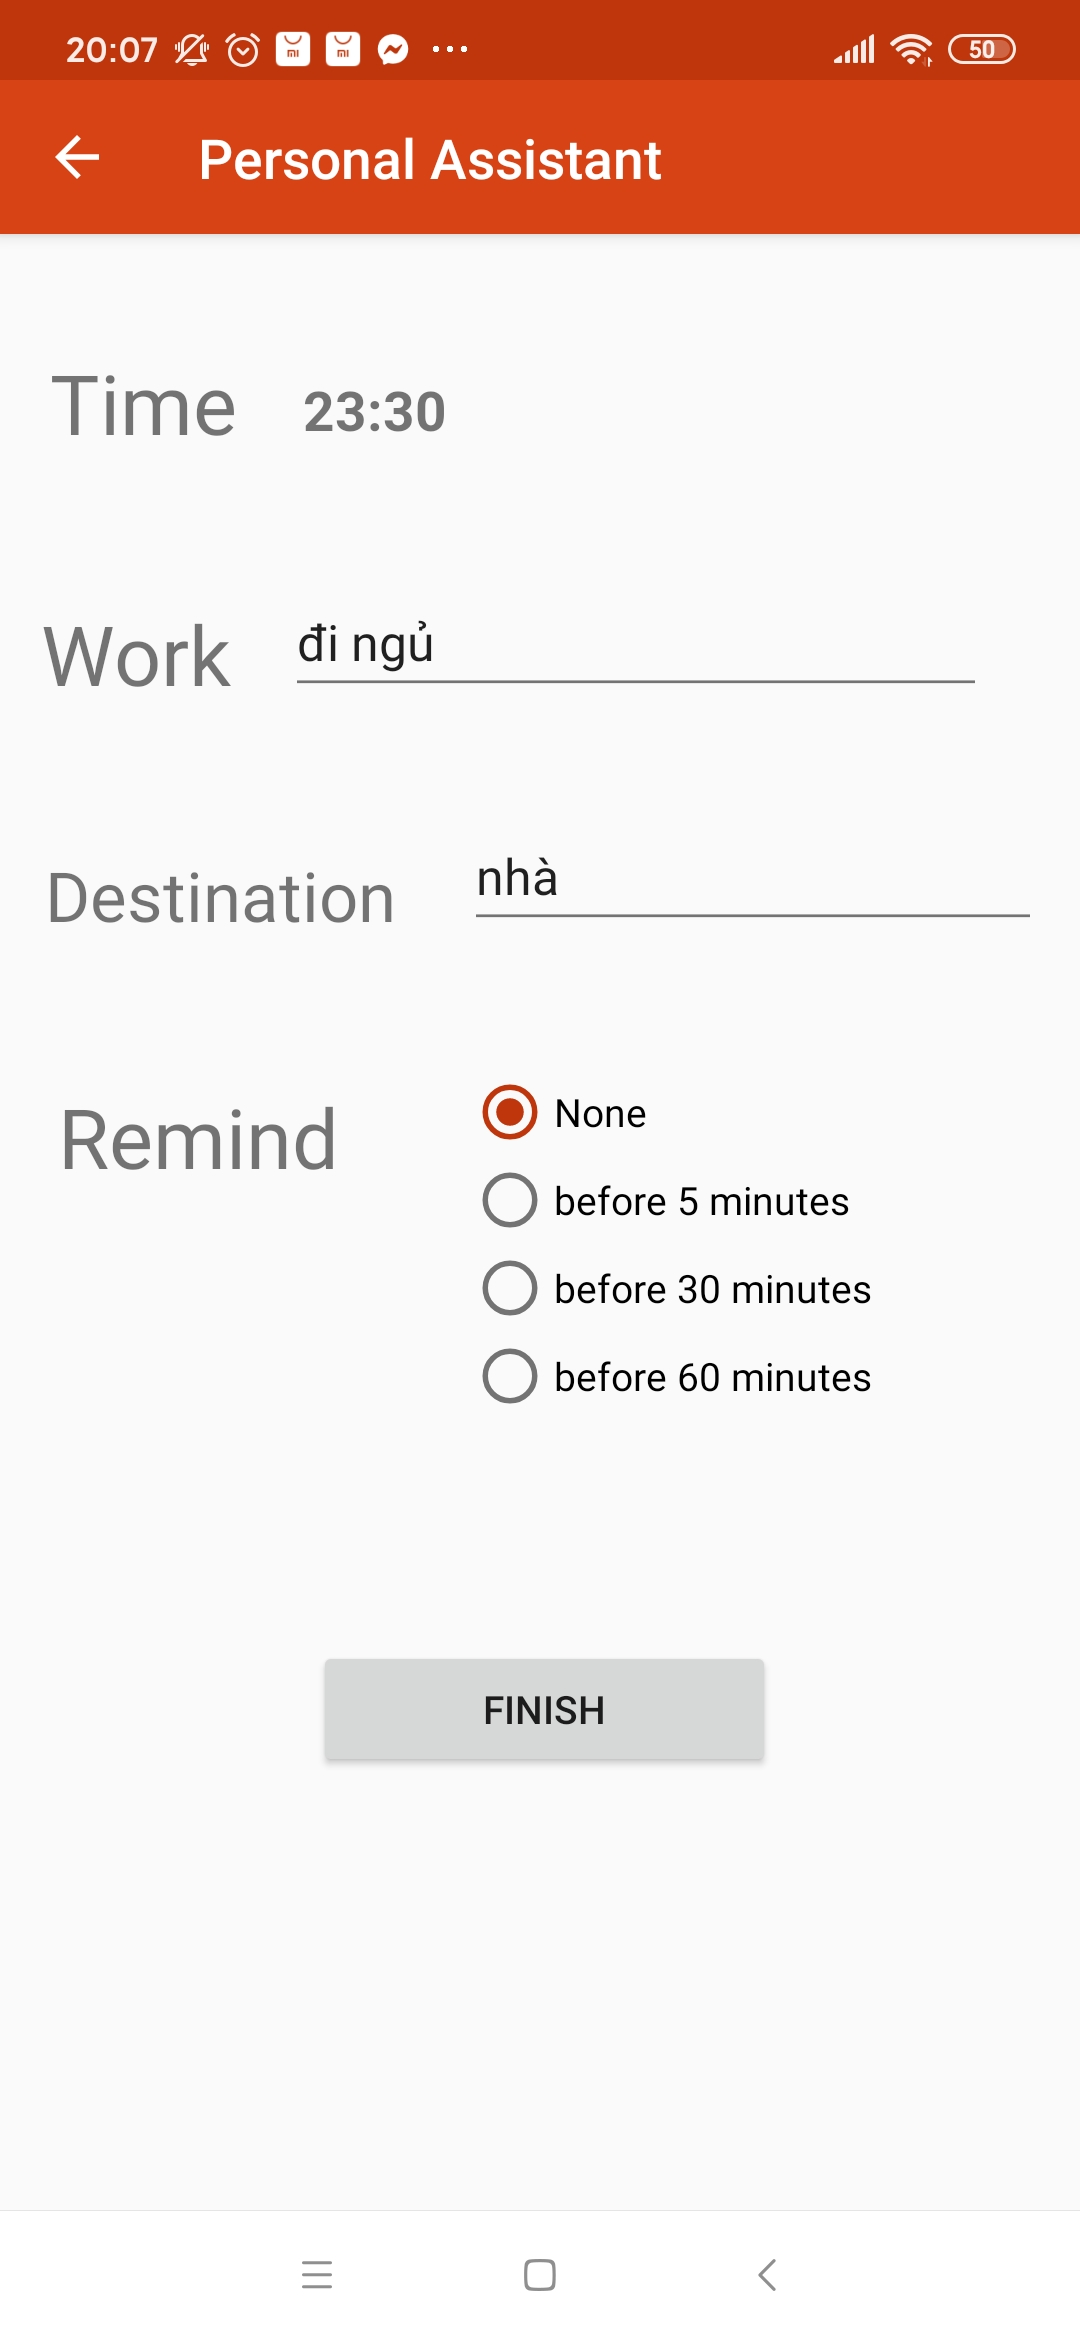 20:07 50
Personal Assistant
Time 23:30
Work đi ngủ
Destination nhà
Remind
None
before 5 minutes
before 30 minutes
before 60 minutes
FINISH